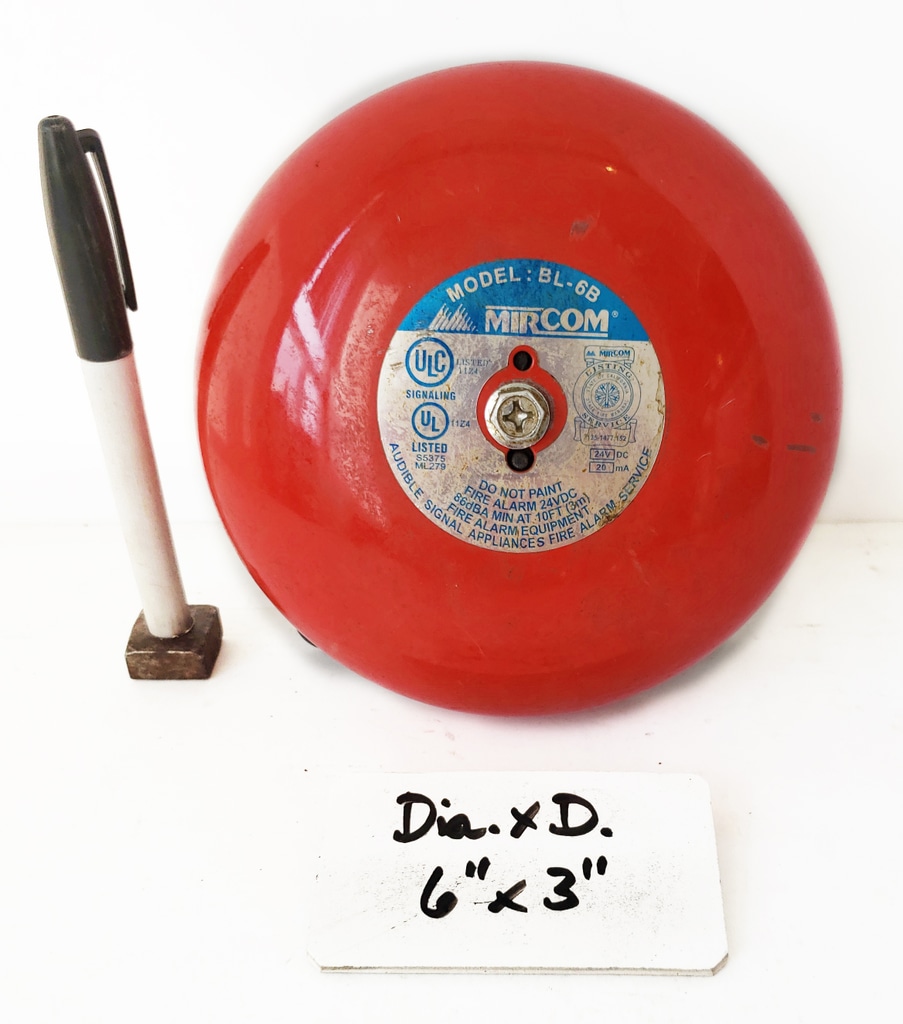 MODEL: BL-6B
MIRCOM®
ULC
LISTED
1124
SIGNALING
UL
1124
LISTED
S5375
ML279
MIRCOM
LISTING
SERVICE
24V DC
20 mA
DO NOT PAINT
FIRE ALARM 24VDC
86dBA MIN AT 10FT (3m)
FIRE ALARM EQUIPMENT
AUDIBLE SIGNAL APPLIANCES FIRE ALARM SERVICE
Dia. x D.
6" x 3"